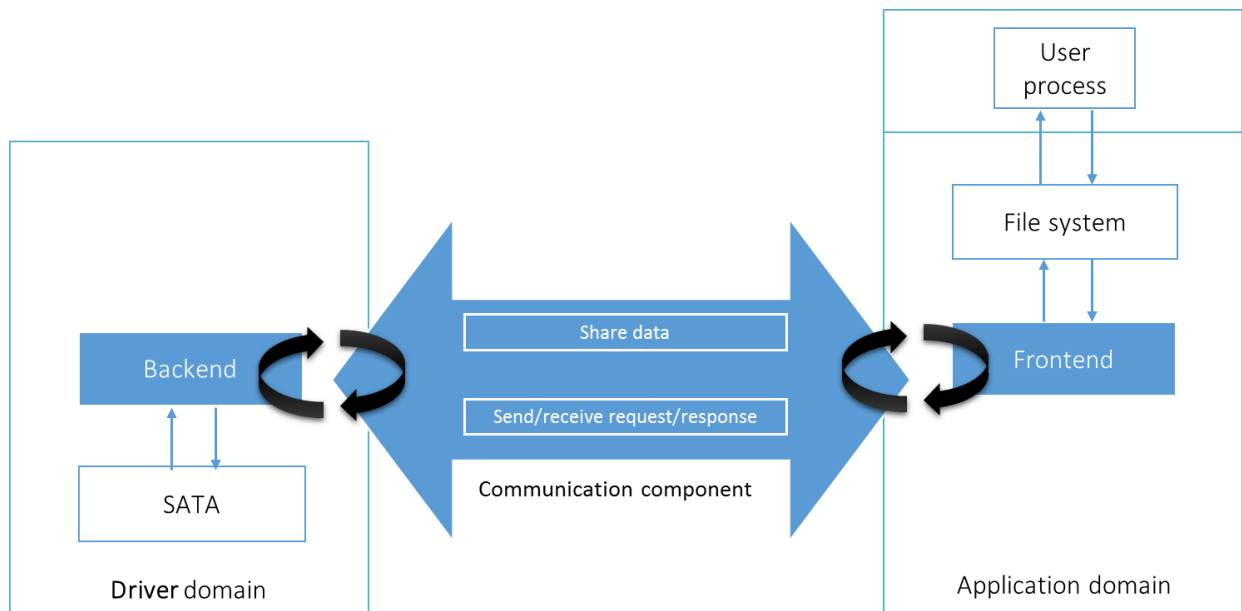 User
process
File system
Share data
Backend
Frontend
Send/receive request/response
Communication component
SATA
Driver domain
Application domain